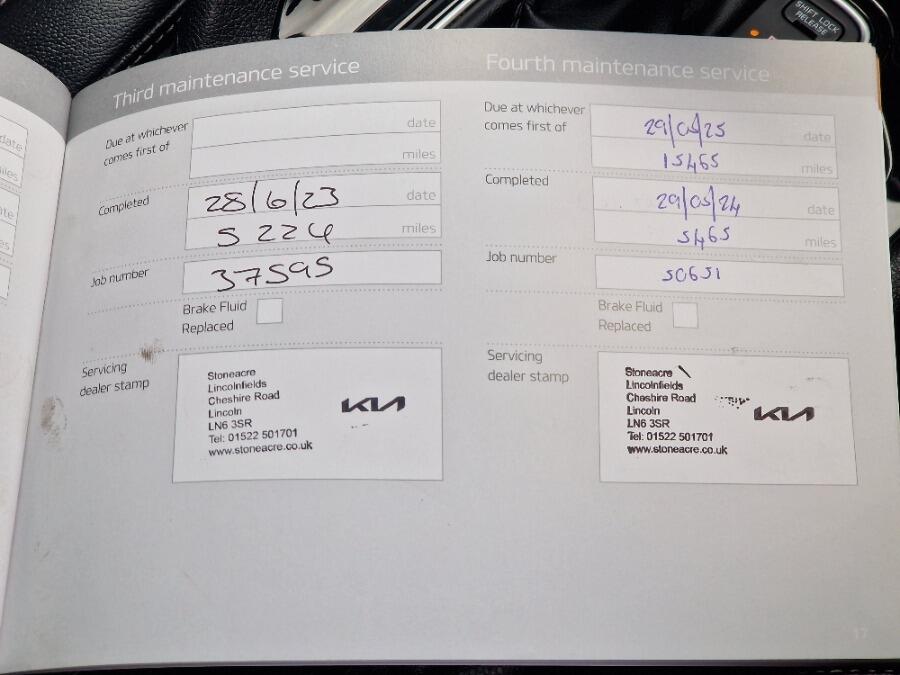 SHIFT LOCK
RELEASE
Third maintenance service
Due at whichever
comes first of
date
miles
Completed
28/6/23 date
5224 miles
Job number
37595
Brake Fluid
Replaced
Servicing
dealer stamp
Stoneacre
Lincolnfields
Cheshire Road
Lincoln
LN6 3SR
Tel: 01522 501701
www.stoneacre.co.uk
KIA
Fourth maintenance service
Due at whichever
comes first of
29/05/25 date
15465 miles
Completed
29/05/24 date
5465 miles
Job number
50651
Brake Fluid
Replaced
Servicing
dealer stamp
Stoneacre
Lincolnfields
Cheshire Road
Lincoln
LN6 3SR
Tel: 01522 501701
www.stoneacre.co.uk
KIA
17
date
miles